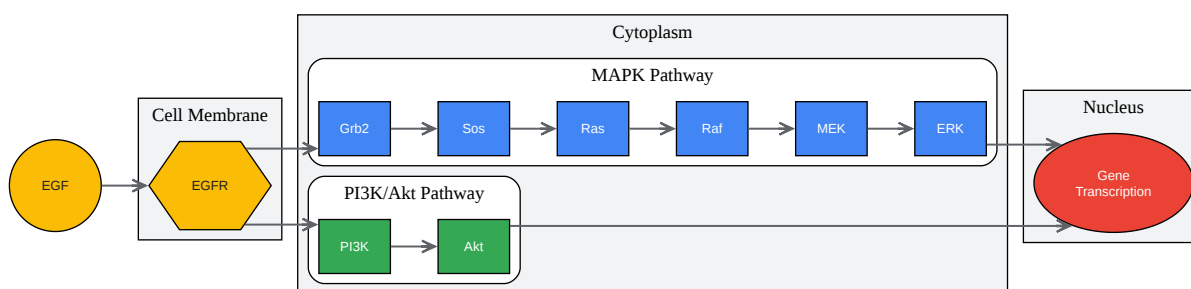 Cytoplasm
MAPK Pathway
Cell Membrane
Nucleus
Grb2
Sos
Ras
Raf
MEK
ERK
EGF
EGFR
Gene
Transcription
PI3K/Akt Pathway
PI3K
Akt